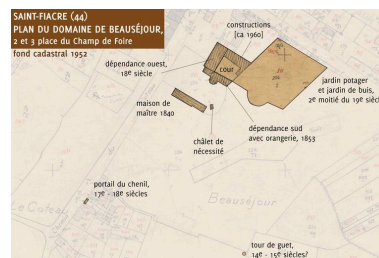 SAINT-FIACRE (44)
PLAN DU DOMAINE DE BEAUSÉJOUR,
2 et 3 place du Champ de Foire
fond cadastral 1952
constructions
[ca 1960]
dépendance ouest,
18e siècle
cour
jardin potager
et jardin de buis,
2e moitié du 19e siècle
maison de
maître 1840
dépendance sud
avec orangerie, 1853
châlet de
nécessité
portail du chenil,
17e - 18e siècles
Le Coteau
Beauséjour
tour de guet,
14e - 15e siècles?